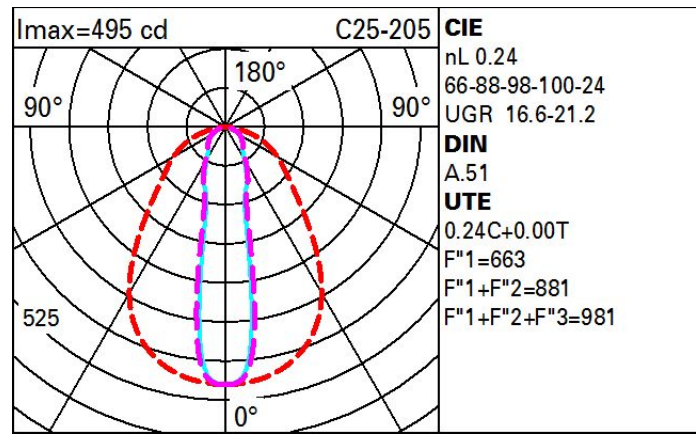 Imax=495 cd C25-205
180°
90° 90°
525
0°
CIE
nL 0.24
66-88-98-100-24
UGR 16.6-21.2
DIN
A.51
UTE
0.24C+0.00T
F"1=663
F"1+F"2=881
F"1+F"2+F"3=981